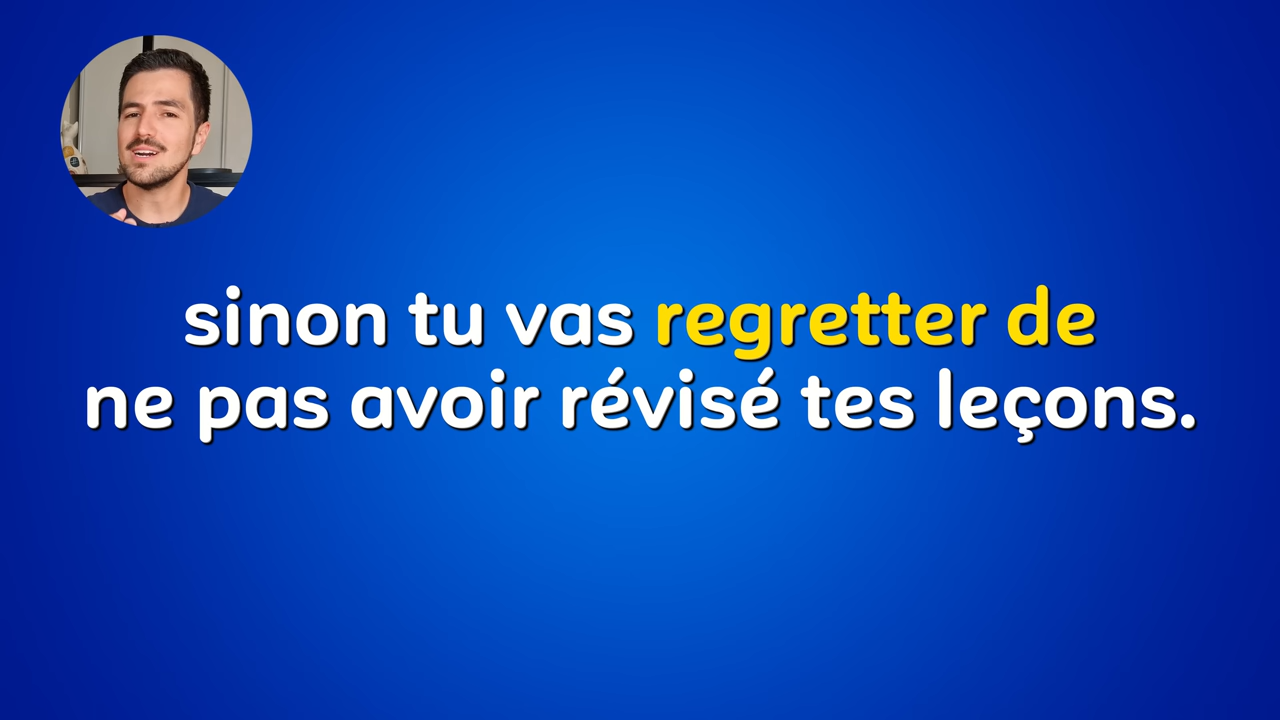 sinon tu vas regretter de
ne pas avoir révisé tes leçons.